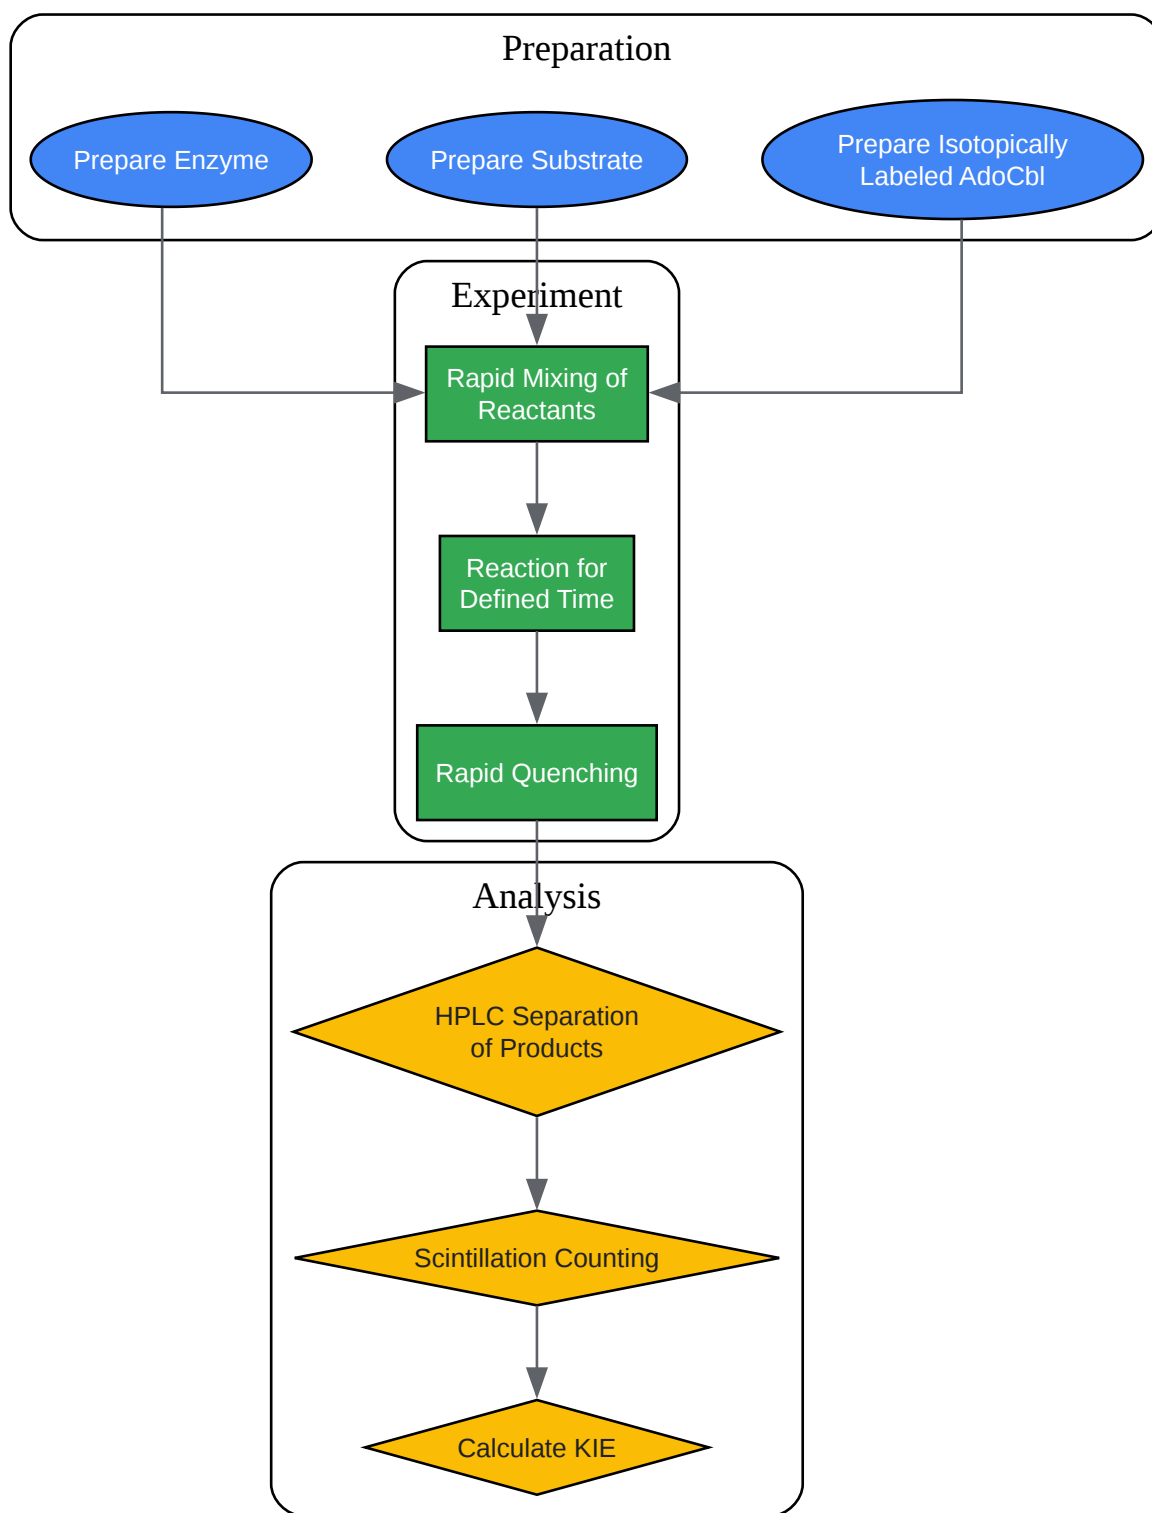 Preparation
Prepare Enzyme
Prepare Substrate
Prepare Isotopically
Labeled AdoCbl
Experiment
Rapid Mixing of
Reactants
Reaction for
Defined Time
Rapid Quenching
Analysis
HPLC Separation
of Products
Scintillation Counting
Calculate KIE